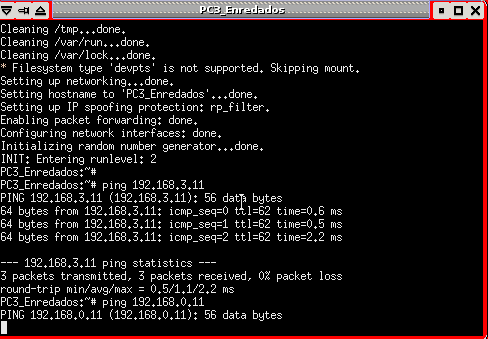 PC3_Enredados
Cleaning /tmp...done.
Cleaning /var/run...done.
Cleaning /var/lock...done.
* Filesystem type 'devpts' is not supported. Skipping mount.
Setting up networking...done.
Setting hostname to 'PC3_Enredados'...done.
Setting up IP spoofing protection: rp_filter.
Enabling packet forwarding: done.
Configuring network interfaces: done.
Initializing random number generator...done.
INIT: Entering runlevel: 2
PC3_Enredados:~#
PC3_Enredados:~# ping 192.168.3.11
PING 192.168.3.11 (192.168.3.11): 56 data bytes
64 bytes from 192.168.3.11: icmp_seq=0 ttl=62 time=0.6 ms
64 bytes from 192.168.3.11: icmp_seq=1 ttl=62 time=0.5 ms
64 bytes from 192.168.3.11: icmp_seq=2 ttl=62 time=2.2 ms
--- 192.168.3.11 ping statistics ---
3 packets transmitted, 3 packets received, 0% packet loss
round-trip min/avg/max = 0.5/1.1/2.2 ms
PC3_Enredados:~# ping 192.168.0.11
PING 192.168.0.11 (192.168.0.11): 56 data bytes